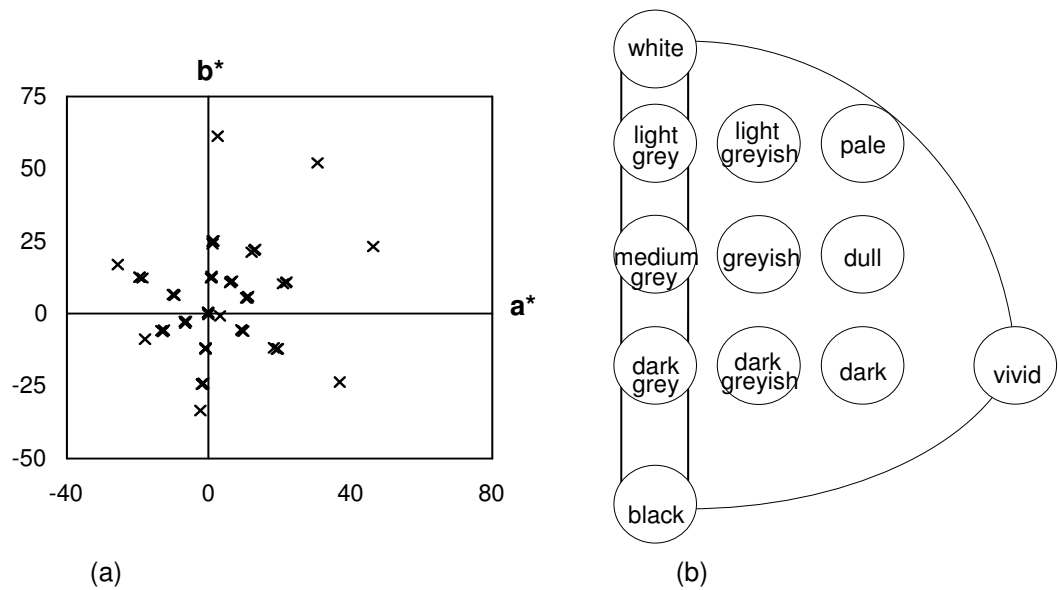 b*
75
50
25
0
-25
-50
-40
0
40
80
a*
(a)
white
light
grey
light
greyish
pale
medium
grey
greyish
dull
dark
grey
dark
greyish
dark
vivid
black
(b)